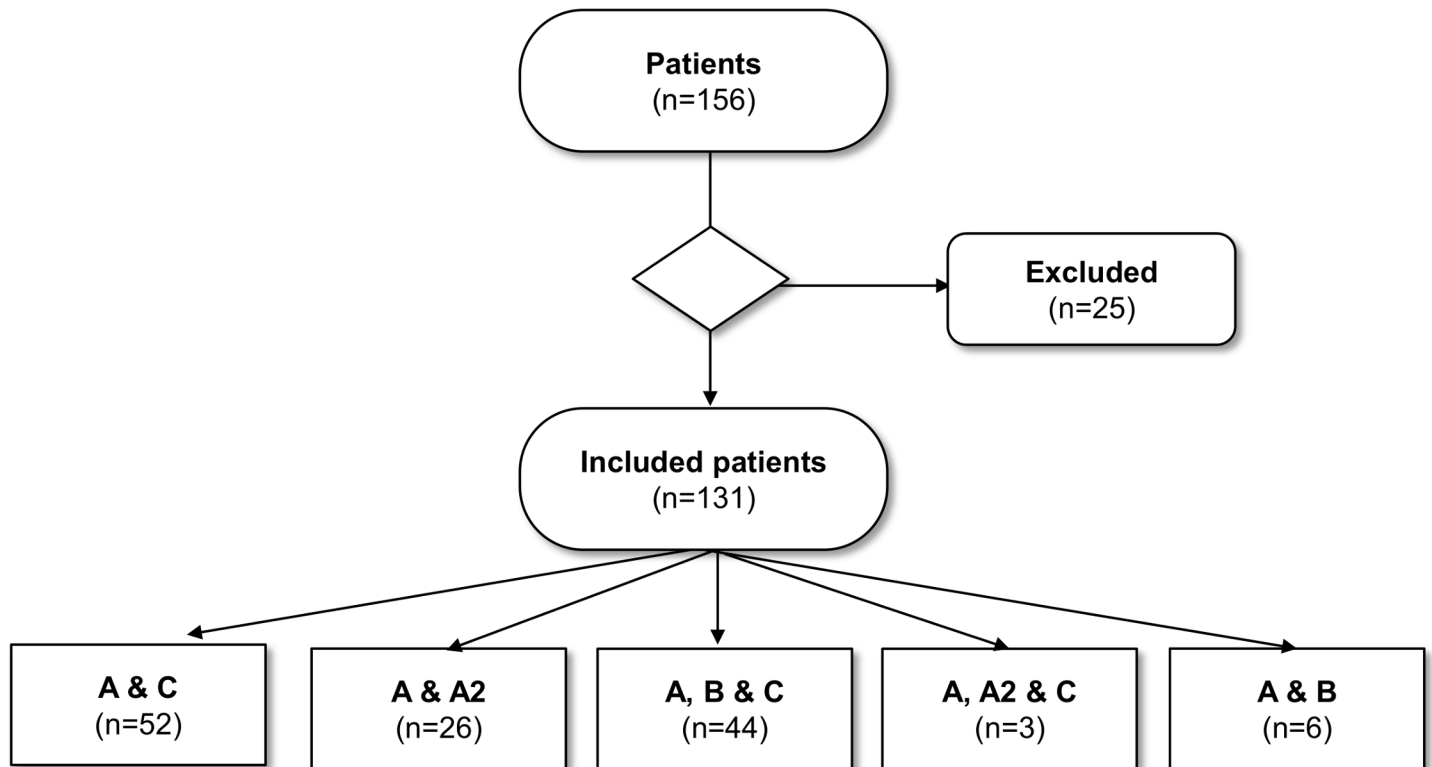 Patients
(n=156)
Excluded
(n=25)
Included patients
(n=131)
A & C
(n=52)
A & A2
(n=26)
A, B & C
(n=44)
A, A2 & C
(n=3)
A & B
(n=6)